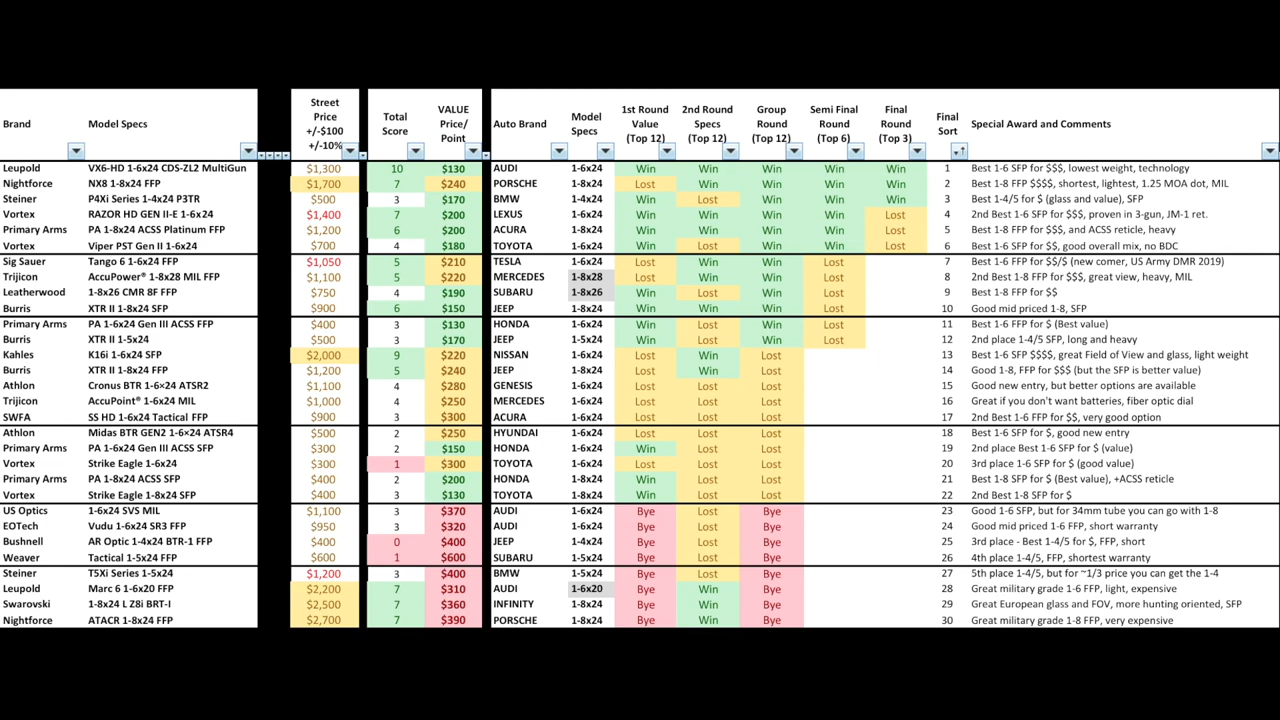 Brand Model Specs Street Price +/-$100 +/-10% Total Score VALUE Price/ Point Auto Brand Model Specs 1st Round Value (Top 12) 2nd Round Specs (Top 12) Group Round (Top 12) Semi Final Round (Top 6) Final Round (Top 3) Final Sort Special Award and Comments
Leupold VX6-HD 1-6x24 CDS-ZL2 MultiGun $1,300 10 $130 AUDI 1-6x24 Win Win Win Win Win 1 Best 1-6 SFP for $$$, lowest weight, technology
Nightforce NX8 1-8x24 FFP $1,700 7 $240 PORSCHE 1-8x24 Lost Win Win Win Win 2 Best 1-8 FFP $$$$, shortest, lightest, 1.25 MOA dot, MIL
Steiner P4Xi Series 1-4x24 P3TR $500 3 $170 BMW 1-4x24 Win Lost Win Win Win 3 Best 1-4/5 for $ (glass and value), SFP
Vortex RAZOR HD GEN II-E 1-6x24 $1,400 7 $200 LEXUS 1-6x24 Win Win Win Win Lost 4 2nd Best 1-6 SFP for $$$, proven in 3-gun, JM-1 ret.
Primary Arms PA 1-8x24 ACSS Platinum FFP $1,200 6 $200 ACURA 1-8x24 Win Win Win Win Lost 5 Best 1-8 FFP for $$$, and ACSS reticle, heavy
Vortex Viper PST Gen II 1-6x24 $700 4 $180 TOYOTA 1-6x24 Win Lost Win Win Lost 6 Best 1-6 SFP for $$, good overall mix, no BDC
Sig Sauer Tango 6 1-6x24 FFP $1,050 5 $210 TESLA 1-6x24 Lost Win Win Lost 7 Best 1-6 FFP for $$/$ (new comer, US Army DMR 2019)
Trijicon AccuPower® 1-8x28 MIL FFP $1,100 5 $220 MERCEDES 1-8x28 Lost Win Win Lost 8 2nd Best 1-8 FFP for $$$, great view, heavy, MIL
Leatherwood 1-8x26 CMR 8F FFP $750 4 $190 SUBARU 1-8x26 Win Lost Win Lost 9 Best 1-8 FFP for $$
Burris XTR II 1-8x24 SFP $900 6 $150 JEEP 1-8x24 Win Win Win Lost 10 Good mid priced 1-8, SFP
Primary Arms PA 1-6x24 Gen III ACSS FFP $400 3 $130 HONDA 1-6x24 Win Lost Win Lost 11 Best 1-6 FFP for $ (Best value)
Burris XTR II 1-5x24 $500 3 $170 JEEP 1-5x24 Win Lost Win Lost 12 2nd place 1-4/5 SFP, long and heavy
Kahles K16i 1-6x24 SFP $2,000 9 $220 NISSAN 1-6x24 Lost Win Lost 13 Best 1-6 SFP $$$$, great Field of View and glass, light weight
Burris XTR II 1-8x24 FFP $1,200 5 $240 JEEP 1-8x24 Lost Win Lost 14 Good 1-8, FFP for $$$ (but the SFP is better value)
Athlon Cronus BTR 1-6×24 ATSR2 $1,100 4 $280 GENESIS 1-6x24 Lost Lost Lost 15 Good new entry, but better options are available
Trijicon AccuPoint® 1-6x24 MIL $1,000 4 $250 MERCEDES 1-6x24 Lost Lost Lost 16 Great if you don't want batteries, fiber optic dial
SWFA SS HD 1-6x24 Tactical FFP $900 3 $300 ACURA 1-6x24 Lost Lost Lost 17 2nd Best 1-6 FFP for $$, very good option
Athlon Midas BTR GEN2 1-6×24 ATSR4 $500 2 $250 HYUNDAI 1-6x24 Lost Lost Lost 18 Best 1-6 SFP for $, good new entry
Primary Arms PA 1-6x24 Gen III ACSS SFP $300 2 $150 HONDA 1-6x24 Win Lost Lost 19 2nd place Best 1-6 SFP for $ (value)
Vortex Strike Eagle 1-6x24 $300 1 $300 TOYOTA 1-6x24 Lost Lost Lost 20 3rd place 1-6 SFP for $ (good value)
Primary Arms PA 1-8x24 ACSS SFP $400 2 $200 HONDA 1-8x24 Win Lost Lost 21 Best 1-8 SFP for $ (Best Value), +ACSS reticle
Vortex Strike Eagle 1-8x24 SFP $400 3 $130 TOYOTA 1-8x24 Win Lost Lost 22 2nd Best 1-8 SFP for $
US Optics 1-6x24 SVS MIL $1,100 3 $370 AUDI 1-6x24 Bye Lost Bye 23 Good 1-6 SFP, but for 34mm tube you can go with 1-8
EOTech Vudu 1-6x24 SR3 FFP $950 3 $320 AUDI 1-6x24 Bye Lost Bye 24 Good mid priced 1-6 FFP, short warranty
Bushnell AR Optic 1-4x24 BTR-1 FFP $400 0 $400 JEEP 1-4x24 Bye Lost Bye 25 3rd place - Best 1-4/5 for $, FFP, short
Weaver Tactical 1-5x24 FFP $600 1 $600 SUBARU 1-5x24 Bye Lost Bye 26 4th place 1-4/5, FFP, shortest warranty
Steiner T5Xi Series 1-5x24 $1,200 3 $400 BMW 1-5x24 Bye Lost Bye 27 5th place 1-4/5, but for ~1/3 price you can get the 1-4
Leupold Marc 6 1-6x20 FFP $2,200 7 $310 AUDI 1-6x20 Bye Win Bye 28 Great military grade 1-6 FFP, light, expensive
Swarovski 1-8x24 L Z8i BRT-I $2,500 7 $360 INFINITY 1-8x24 Bye Win Bye 29 Great European glass and FOV, more hunting oriented, SFP
Nightforce ATACR 1-8x24 FFP $2,700 7 $390 PORSCHE 1-8x24 Bye Win Bye 30 Great military grade 1-8 FFP, very expensive